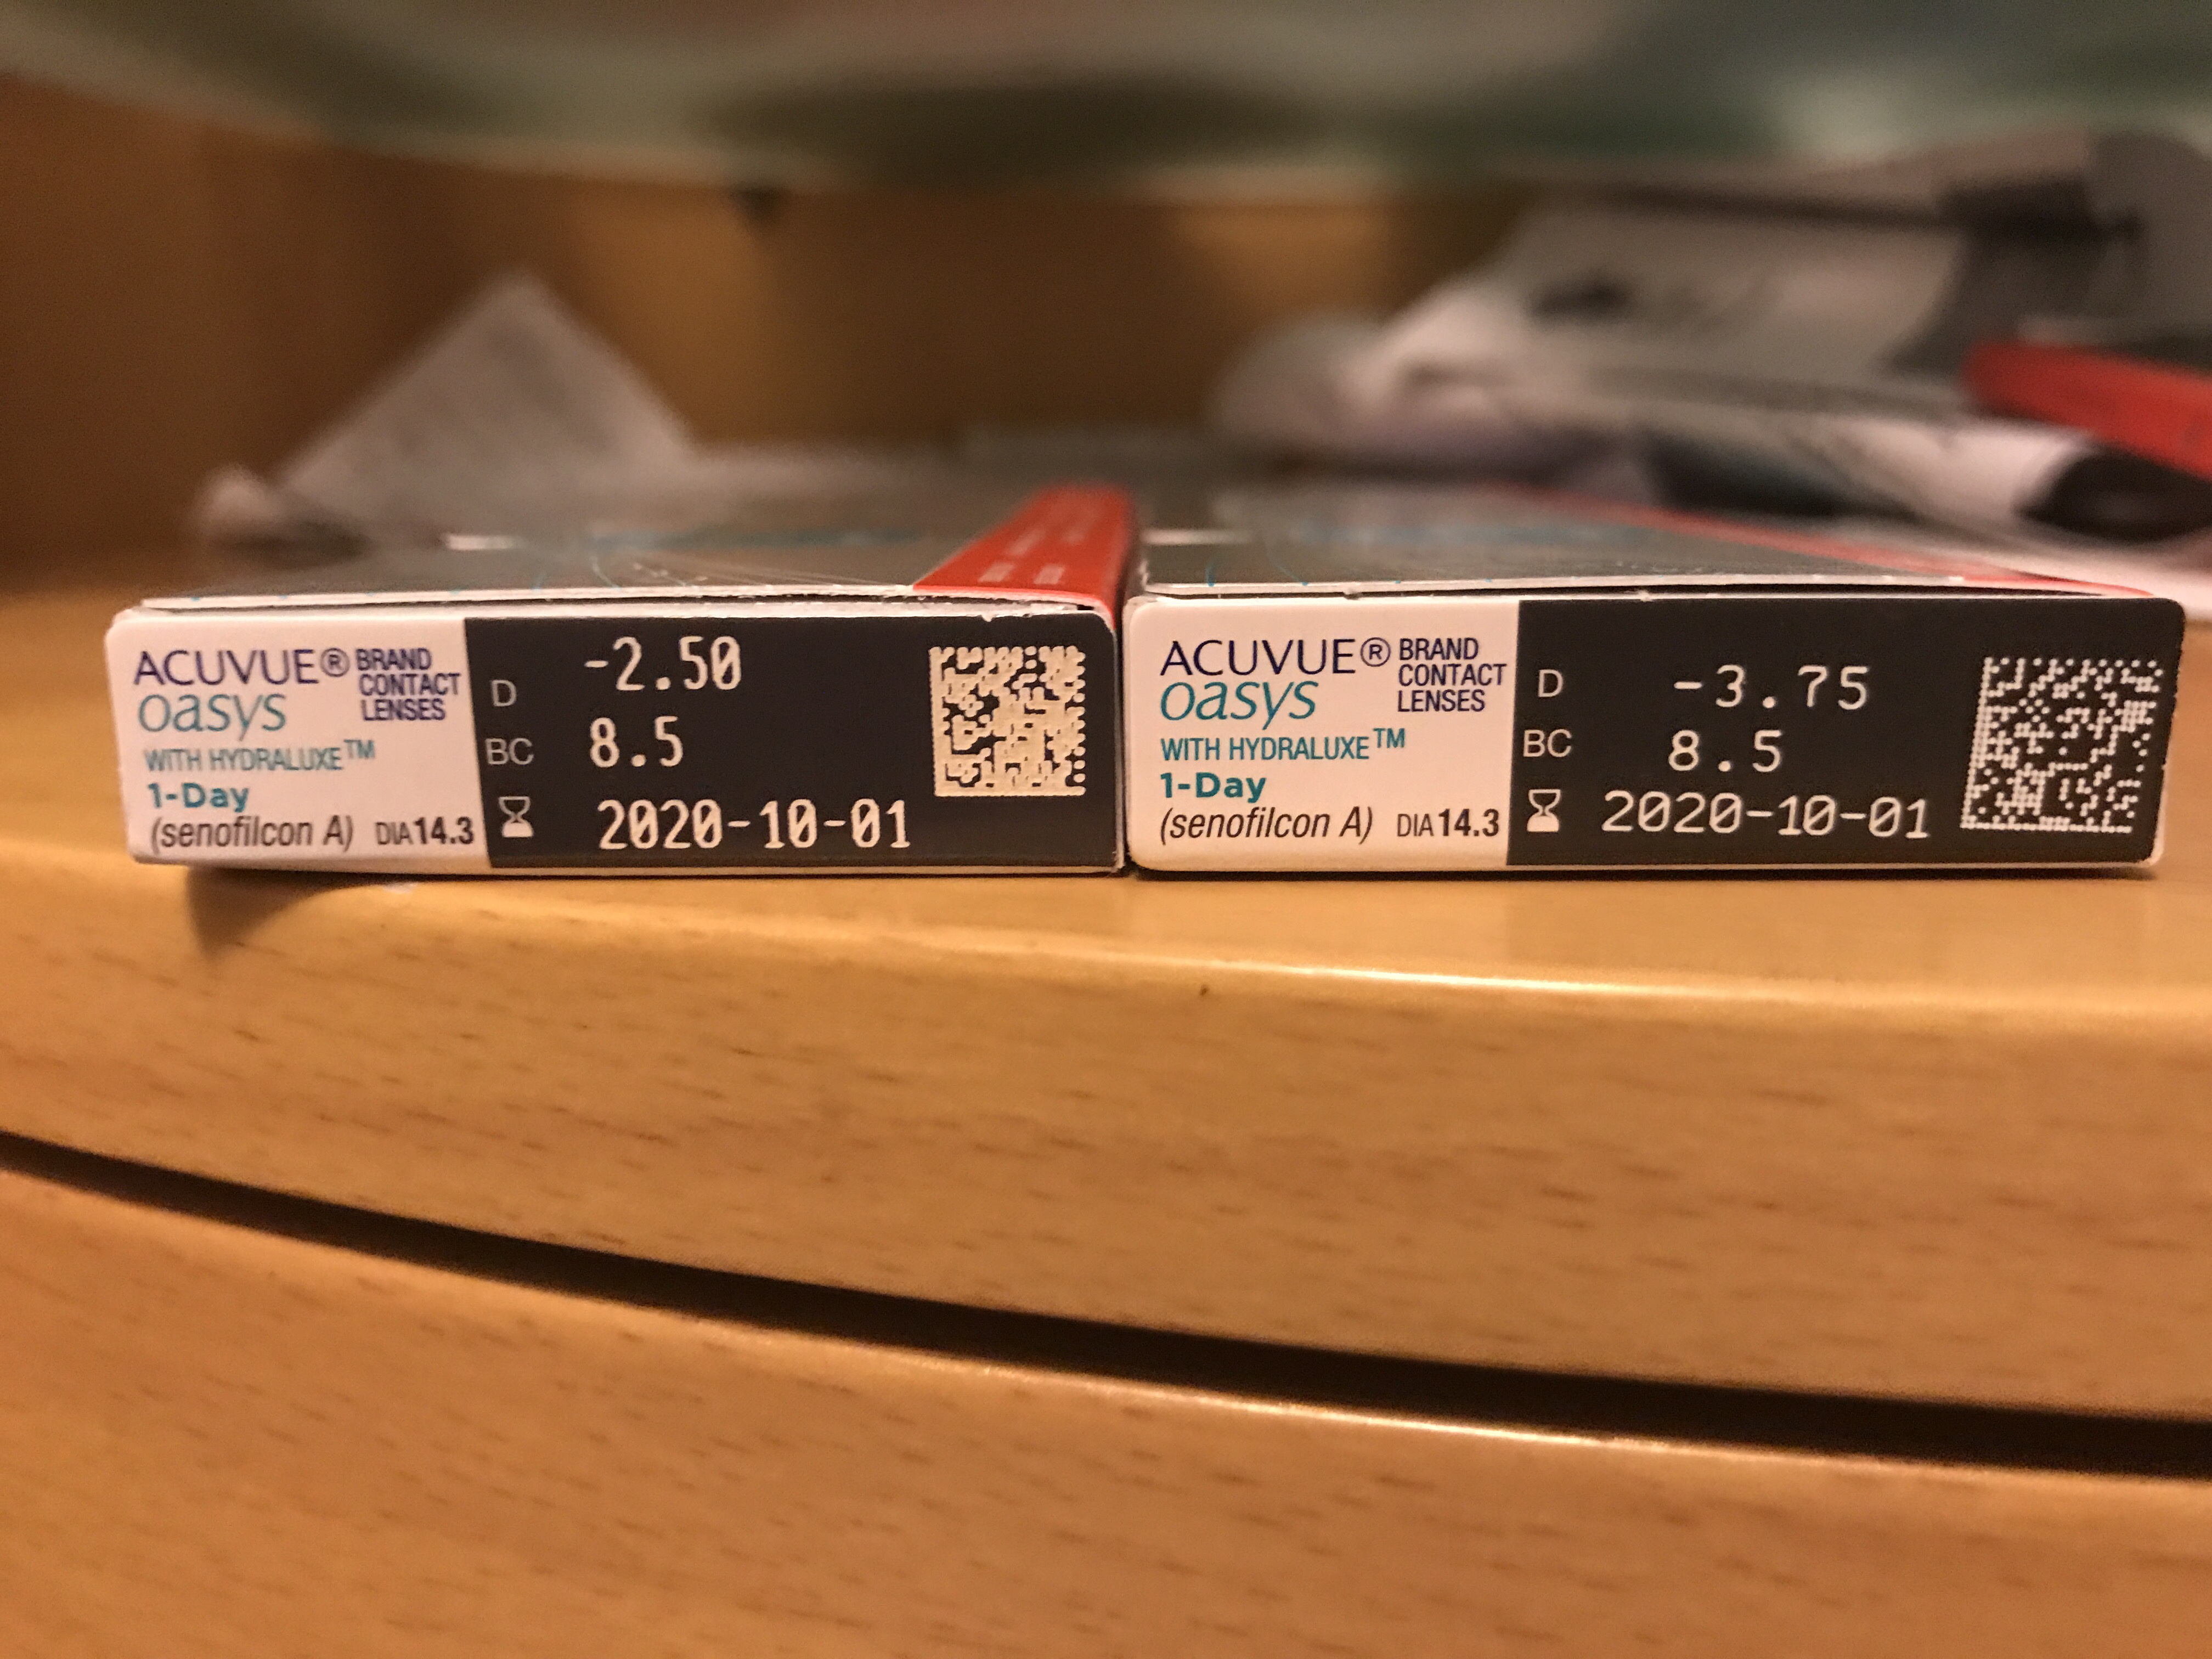 ACUVUE® BRAND CONTACT LENSES
oasys
WITH HYDRALUXE™
1-Day
(senofilcon A) DIA 14.3
D -2.50
BC 8.5
2020-10-01
ACUVUE® BRAND CONTACT LENSES
oasys
WITH HYDRALUXE™
1-Day
(senofilcon A) DIA 14.3
D -3.75
BC 8.5
2020-10-01